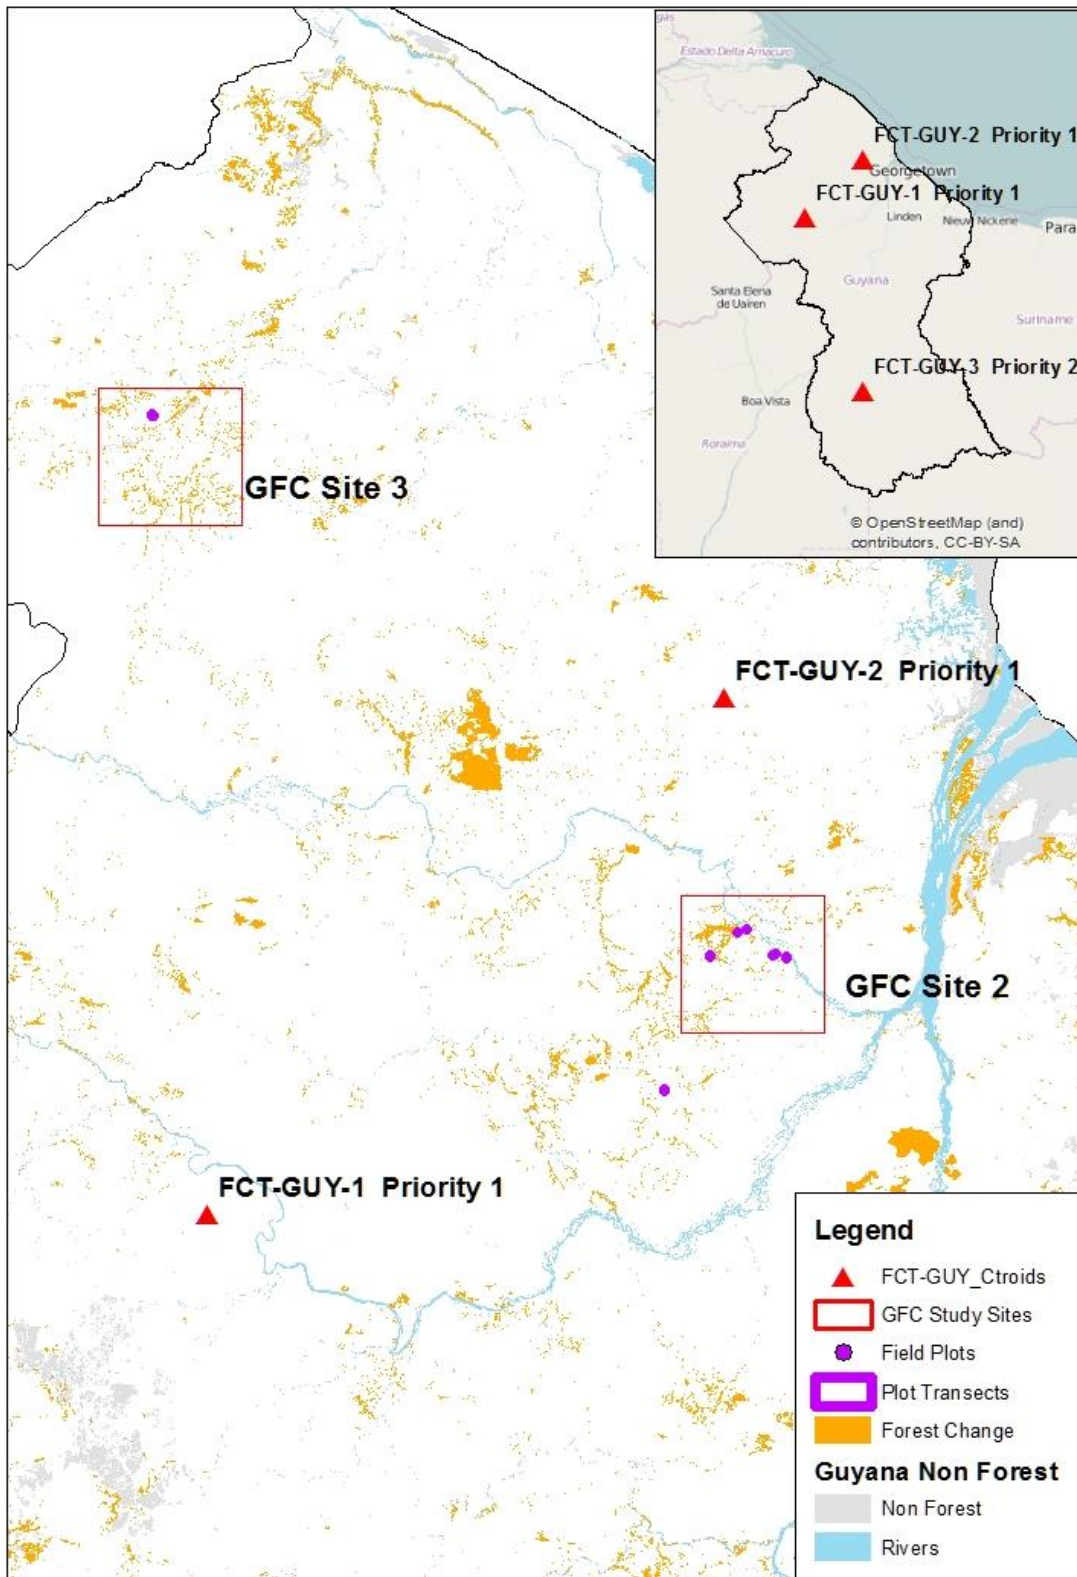 gas
Estado Delta Amacuro
FCT-GUY-2 Priority 1
Georgetown
FCT-GUY-1 Priority 1
Linden
Nieuw Nickerie
Para
Santa Elena
de Uairen
Guyana
Suriname
FCT-GUY-3 Priority 2
Boa Vista
Roraima
© OpenStreetMap (and)
contributors, CC-BY-SA
GFC Site 3
FCT-GUY-2 Priority 1
GFC Site 2
FCT-GUY-1 Priority 1
Legend
FCT-GUY_Ctroids
GFC Study Sites
Field Plots
Plot Transects
Forest Change
Guyana Non Forest
Non Forest
Rivers